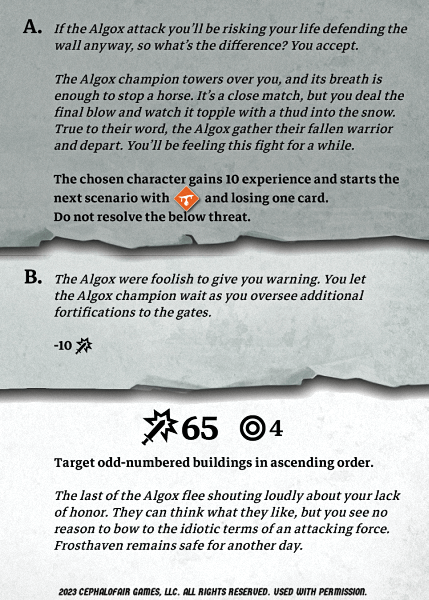 A. If the Algox attack you'll be risking your life defending the
wall anyway, so what's the difference? You accept.
The Algox champion towers over you, and its breath is
enough to stop a horse. It's a close match, but you deal the
final blow and watch it topple with a thud into the snow.
True to their word, the Algox gather their fallen warrior
and depart. You'll be feeling this fight for a while.
The chosen character gains 10 experience and starts the
next scenario with and losing one card.
Do not resolve the below threat.
B. The Algox were foolish to give you warning. You let
the Algox champion wait as you oversee additional
fortifications to the gates.
-10
65 4
Target odd-numbered buildings in ascending order.
The last of the Algox flee shouting loudly about your lack
of honor. They can think what they like, but you see no
reason to bow to the idiotic terms of an attacking force.
Frosthaven remains safe for another day.
2023 CEPHALOFAIR GAMES, LLC. ALL RIGHTS RESERVED. USED WITH PERMISSION.